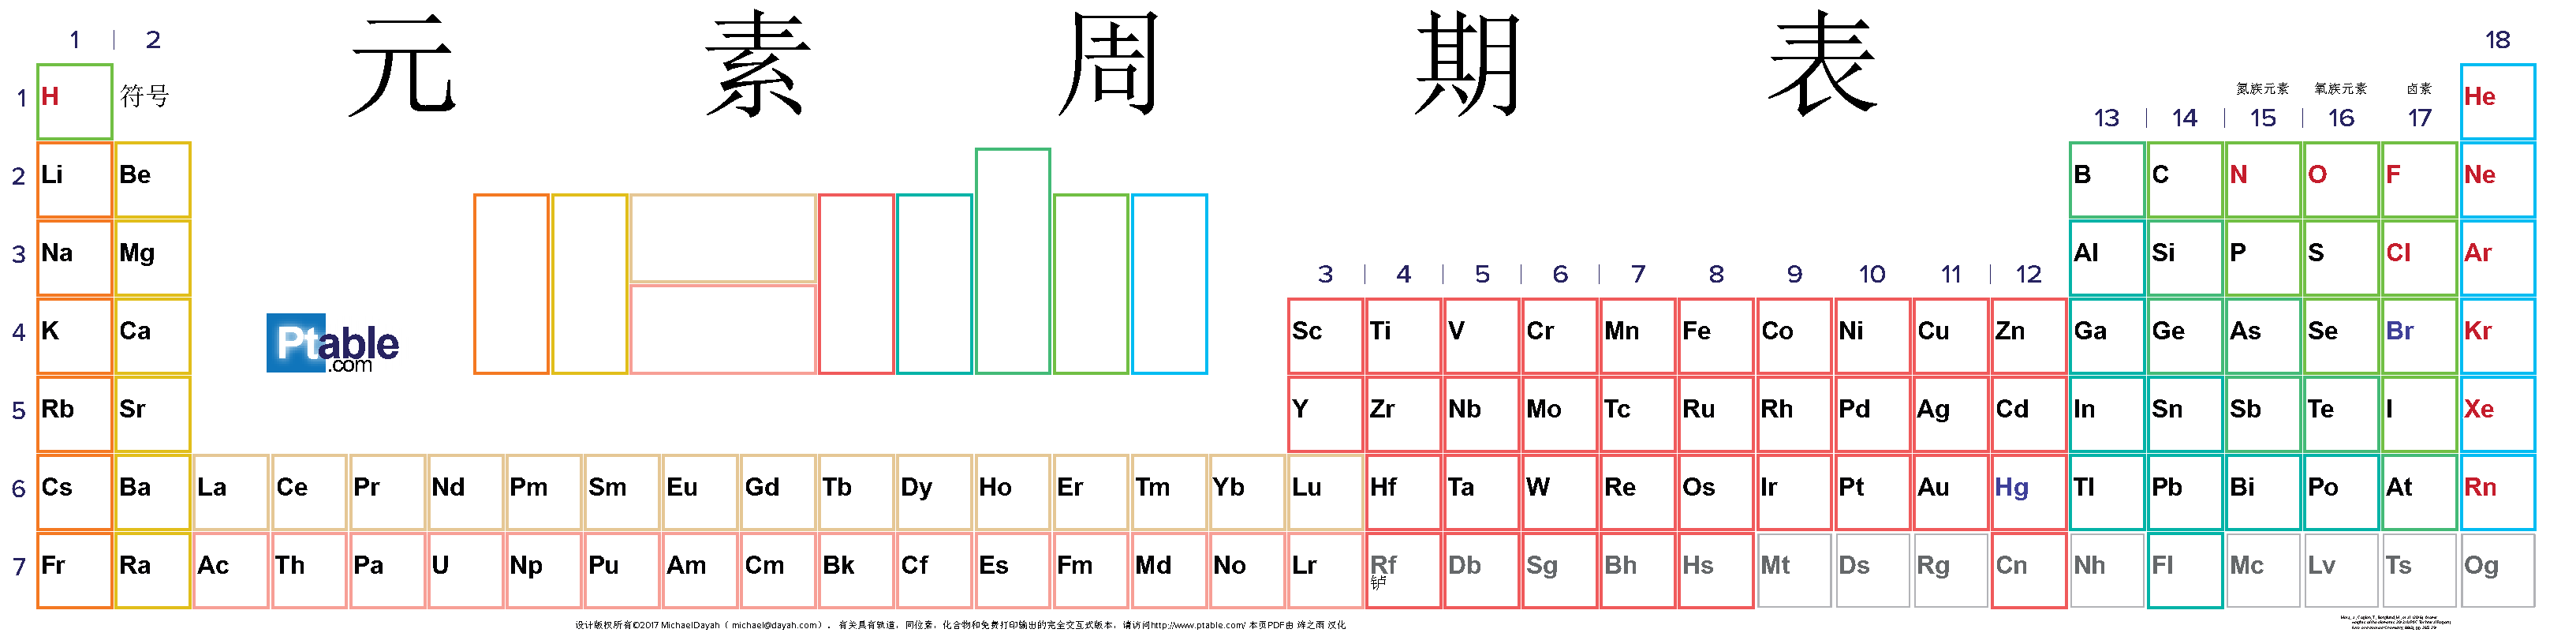 元素周期表
1 2 18
1 H 符号 氮族元素 氧族元素 卤素 He
13 14 15 16 17
2 Li Be B C N O F Ne
3 Na Mg Al Si P S Cl Ar
3 4 5 6 7 8 9 10 11 12
Ptable
.com
4 K Ca Sc Ti V Cr Mn Fe Co Ni Cu Zn Ga Ge As Se Br Kr
5 Rb Sr Y Zr Nb Mo Tc Ru Rh Pd Ag Cd In Sn Sb Te I Xe
6 Cs Ba La Ce Pr Nd Pm Sm Eu Gd Tb Dy Ho Er Tm Yb Lu Hf Ta W Re Os Ir Pt Au Hg Tl Pb Bi Po At Rn
7 Fr Ra Ac Th Pa U Np Pu Am Cm Bk Cf Es Fm Md No Lr Rf Db Sg Bh Hs Mt Ds Rg Cn Nh Fl Mc Lv Ts Og
𬬻
设计版权所有©2017 MichaelDayah（ michael@dayah.com）。 有关具有轨道，同位素，化合物和免费打印输出的完全交互式版本，请访问http://www.ptable.com/ 本页PDF由 之雨 汉化